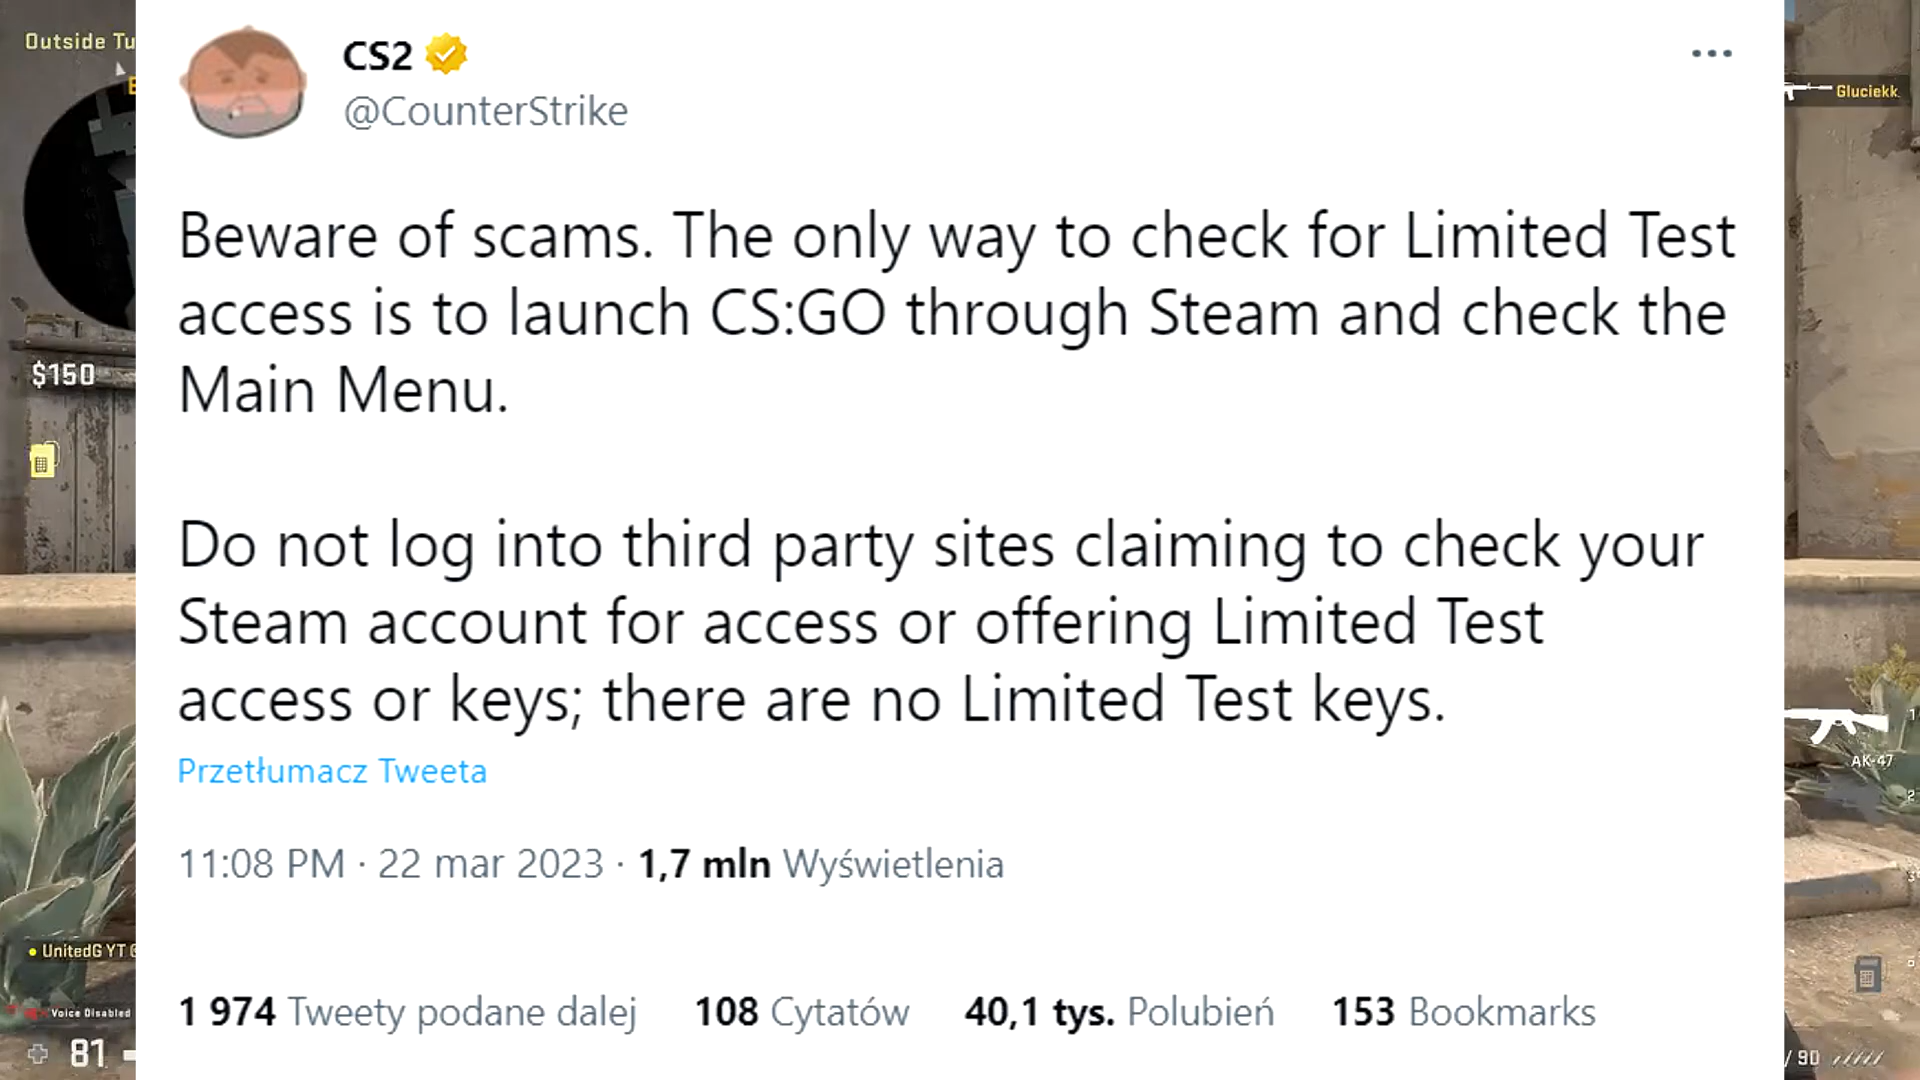 Outside Tu
CS2
@CounterStrike
Gluciekk
Beware of scams. The only way to check for Limited Test
access is to launch CS:GO through Steam and check the
Main Menu.
$150
Do not log into third party sites claiming to check your
Steam account for access or offering Limited Test
access or keys; there are no Limited Test keys.
AK-47
Przetłumacz Tweeta
11:08 PM · 22 mar 2023 · 1,7 mln Wyświetlenia
UnitedG YT
1 974 Tweety podane dalej 108 Cytatów 40,1 tys. Polubień 153 Bookmarks
Voice Disabled
81
/ 90